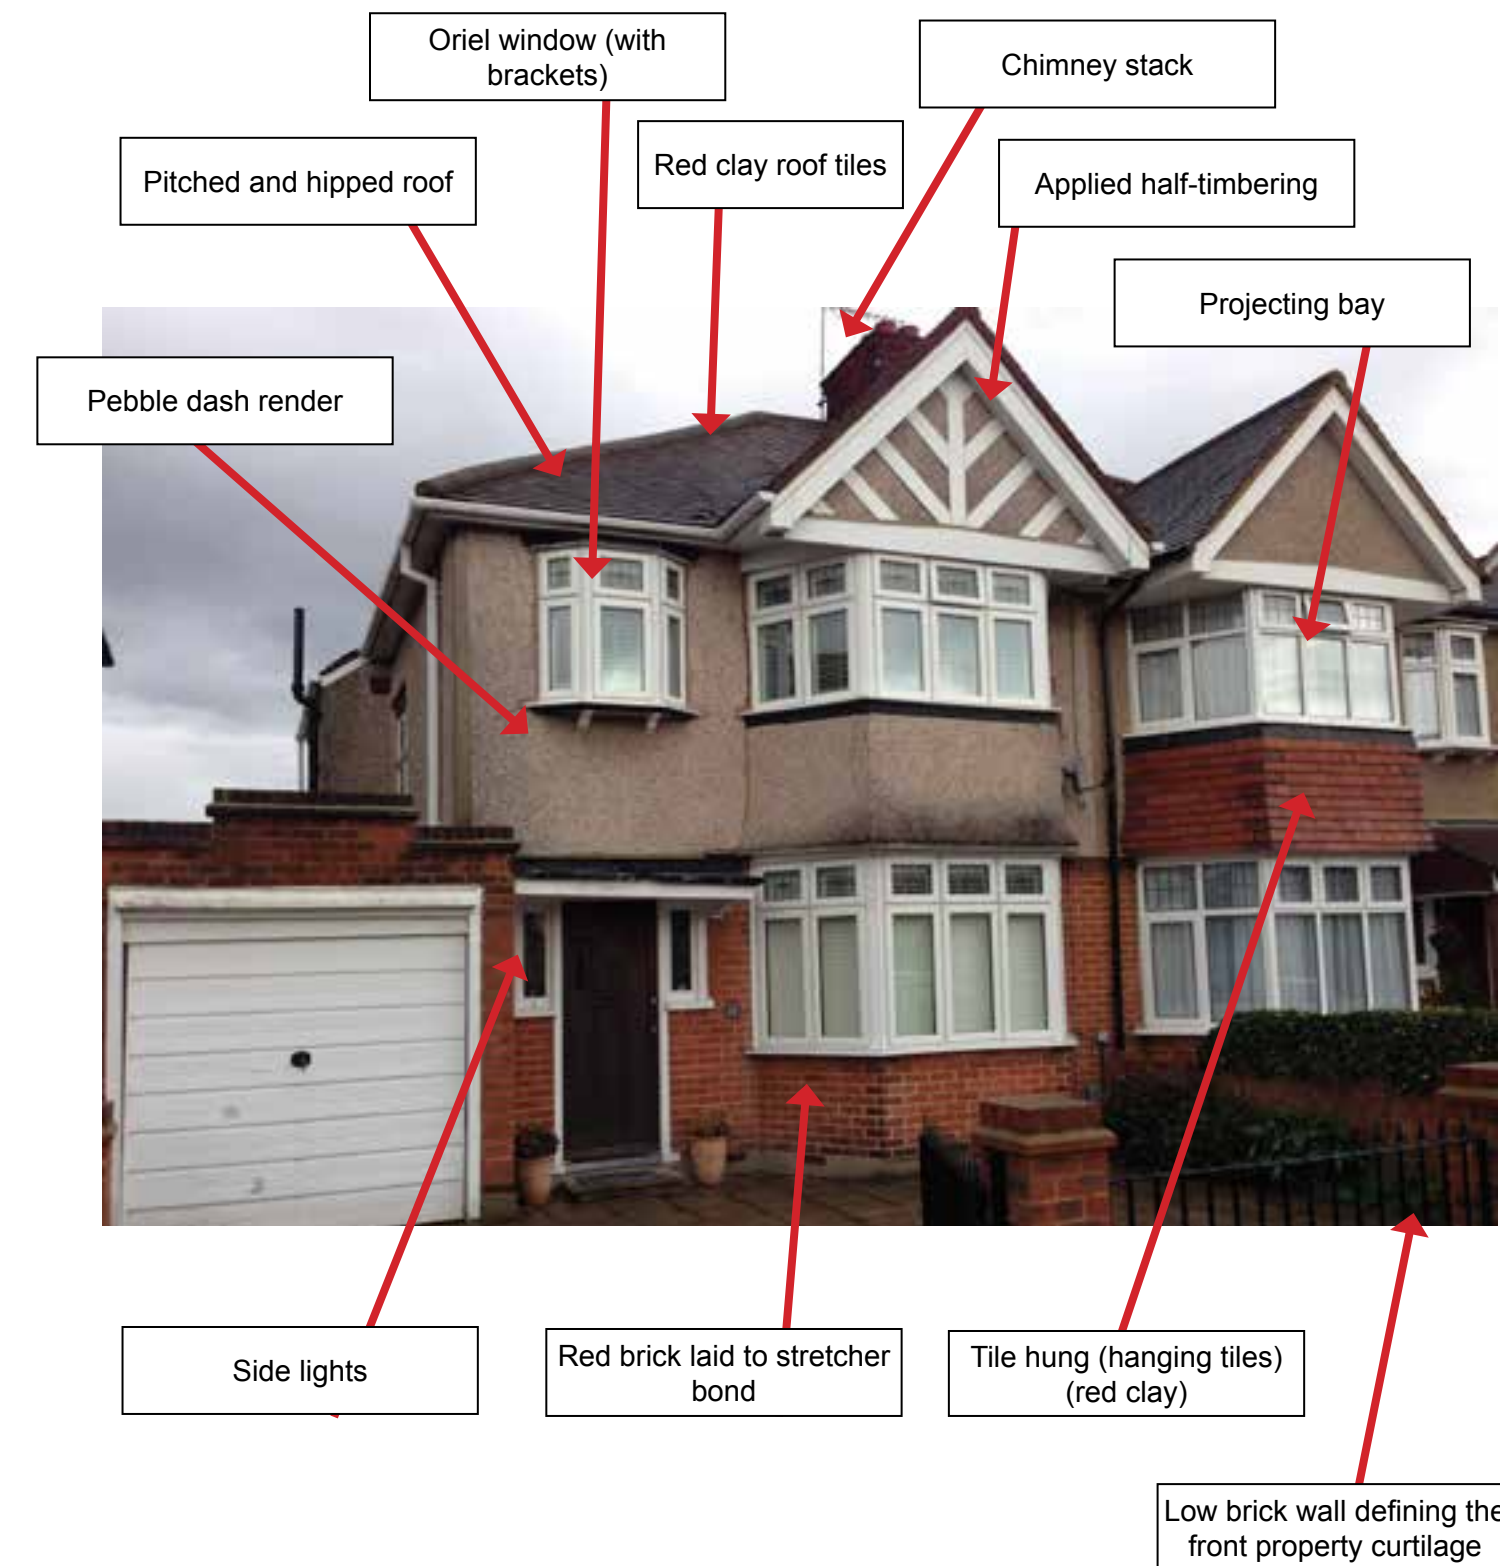 Oriel window (with
brackets)
Chimney stack
Pitched and hipped roof
Red clay roof tiles
Applied half-timbering
Projecting bay
Pebble dash render
Side lights
Red brick laid to stretcher
bond
Tile hung (hanging tiles)
(red clay)
Low brick wall defining the
front property curtilage